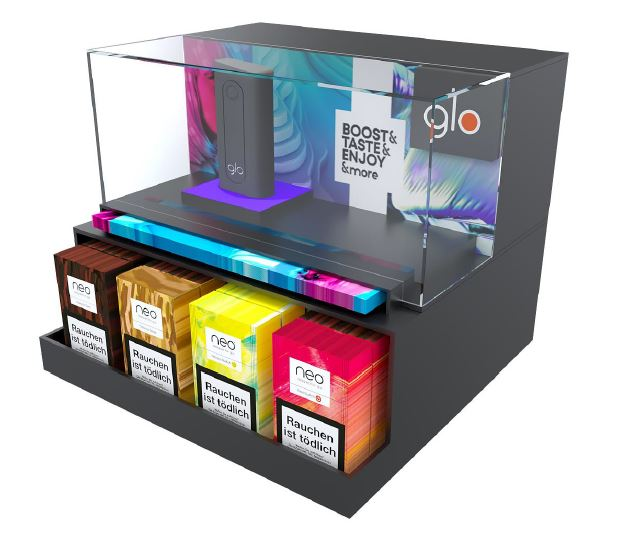 glo
BOOST&
TASTE&
ENJOY
&more
glo
neo
Rauchen
ist tödlich
neo
Rauchen
ist tödlich
neo
Rauchen
ist tödlich
neo
Rauchen
ist tödlich